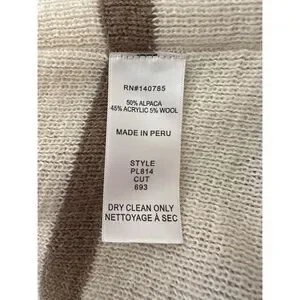 RN#140785
50% ALPACA
45% ACRYLIC 5% WOOL
MADE IN PERU
STYLE
PL814
CUT
693
DRY CLEAN ONLY
NETTOYAGE À SEC